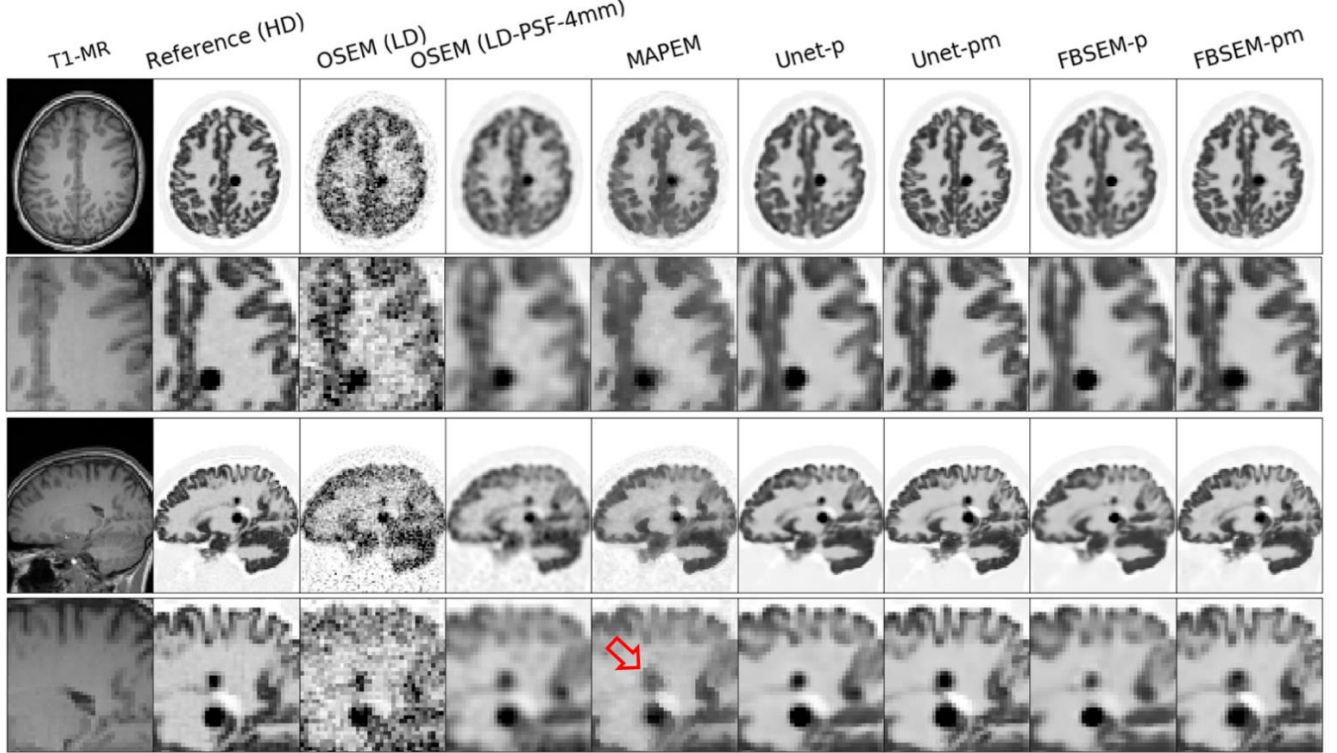 T1-MR
Reference (HD)
OSEM (LD)
OSEM (LD-PSF-4mm)
MAPEM
Unet-p
Unet-pm
FBSEM-p
FBSEM-pm